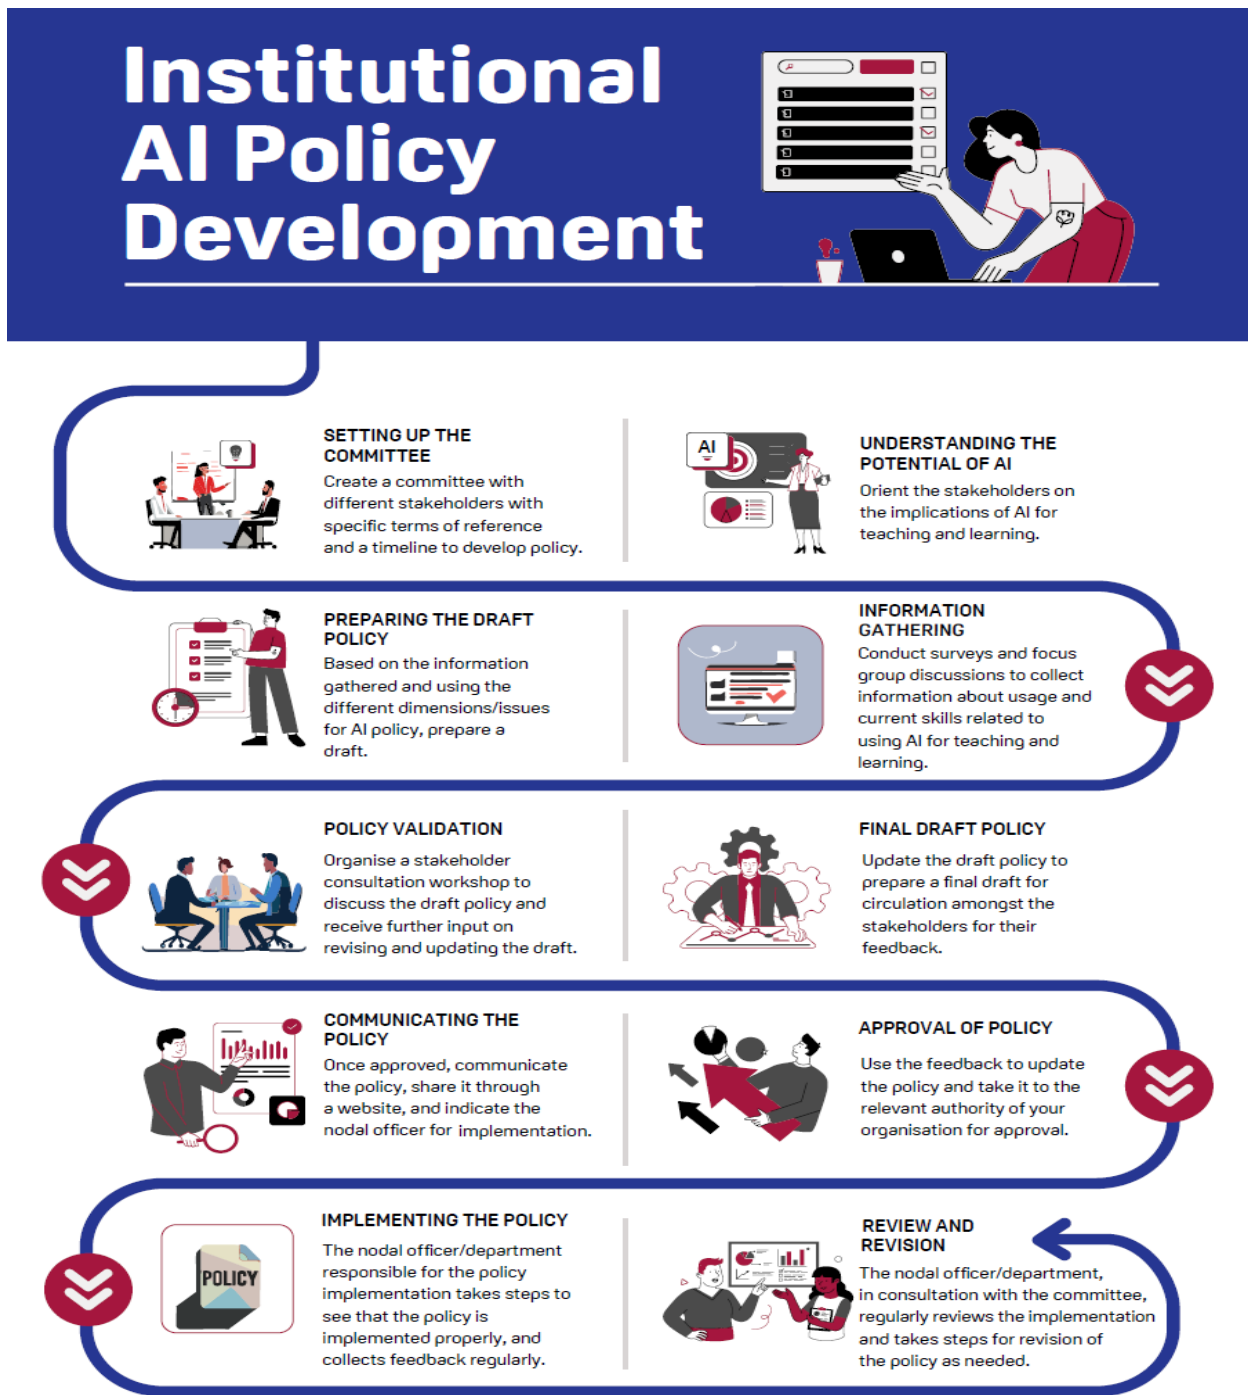 Institutional
AI Policy
Development
SETTING UP THE
COMMITTEE
Create a committee with
different stakeholders with
specific terms of reference
and a timeline to develop policy.
AI
UNDERSTANDING THE
POTENTIAL OF AI
Orient the stakeholders on
the implications of AI for
teaching and learning.
INFORMATION
GATHERING
Conduct surveys and focus
group discussions to collect
information about usage and
current skills related to
using AI for teaching and
learning.
PREPARING THE DRAFT
POLICY
Based on the information
gathered and using the
different dimensions/issues
for AI policy, prepare a
draft.
POLICY VALIDATION
Organise a stakeholder
consultation workshop to
discuss the draft policy and
receive further input on
revising and updating the draft.
FINAL DRAFT POLICY
Update the draft policy to
prepare a final draft for
circulation amongst the
stakeholders for their
feedback.
APPROVAL OF POLICY
Use the feedback to update
the policy and take it to the
relevant authority of your
organisation for approval.
COMMUNICATING THE
POLICY
Once approved, communicate
the policy, share it through
a website, and indicate the
nodal officer for implementation.
POLICY
IMPLEMENTING THE POLICY
The nodal officer/department
responsible for the policy
implementation takes steps to
see that the policy is
implemented properly, and
collects feedback regularly.
REVIEW AND
REVISION
The nodal officer/department,
in consultation with the committee,
regularly reviews the implementation
and takes steps for revision of
the policy as needed.